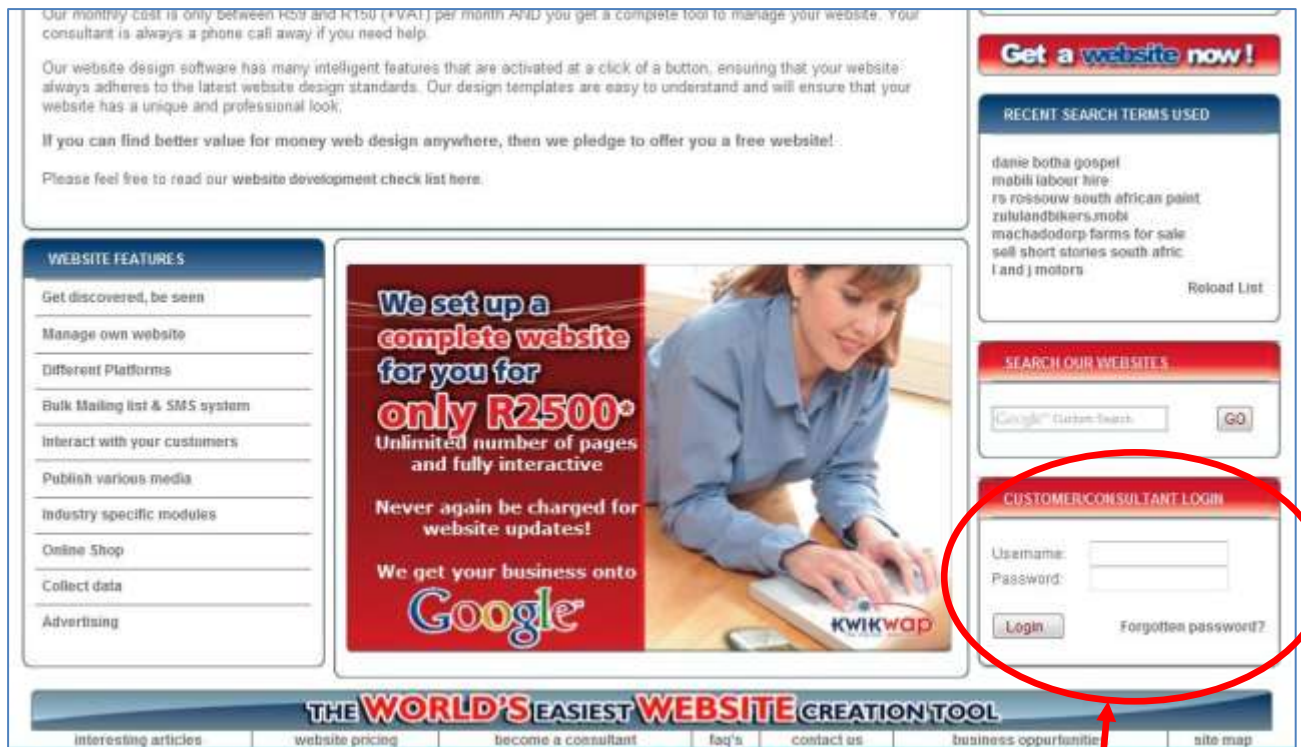 Our monthly cost is only between R59 and R150 (+VAT) per month AND you get a complete tool to manage your website. Your
consultant is always a phone call away if you need help.
Our website design software has many intelligent features that are activated at a click of a button, ensuring that your website
always adheres to the latest website design standards. Our design templates are easy to understand and will ensure that your
website has a unique and professional look.
If you can find better value for money web design anywhere, then we pledge to offer you a free website!
Please feel free to read our website development check list here.
Get a website now!
RECENT SEARCH TERMS USED
danie botha gospel
mabili labour hire
rs rossouw south african paint
zululandbikers.mobi
machadodorp farms for sale
sell short stories south afric
l and j motors
Reload List
WEBSITE FEATURES
Get discovered, be seen
Manage own website
Different Platforms
Bulk Mailing list & SMS system
Interact with your customers
Publish various media
Industry specific modules
Online Shop
Collect data
Advertising
We set up a
complete website
for you for
only R2500*
Unlimited number of pages
and fully interactive
Never again be charged for
website updates!
We get your business onto
Google
KWIKWAP
SEARCH OUR WEBSITES
Google™ Custom Search
GO
CUSTOMER/CONSULTANT LOGIN
Username:
Password:
Login Forgotten password?
THE WORLD'S EASIEST WEBSITE CREATION TOOL
interesting articles website pricing become a consultant faq's contact us business oppurtunities site map